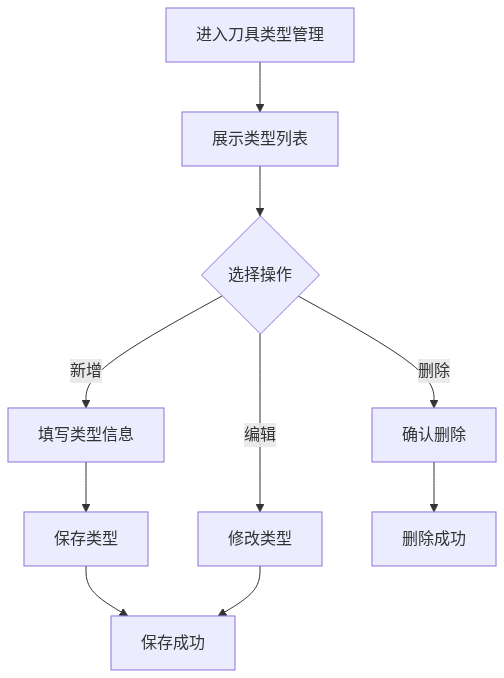 进入刀具类型管理
展示类型列表
选择操作
新增
删除
填写类型信息
编辑
确认删除
保存类型
修改类型
删除成功
保存成功